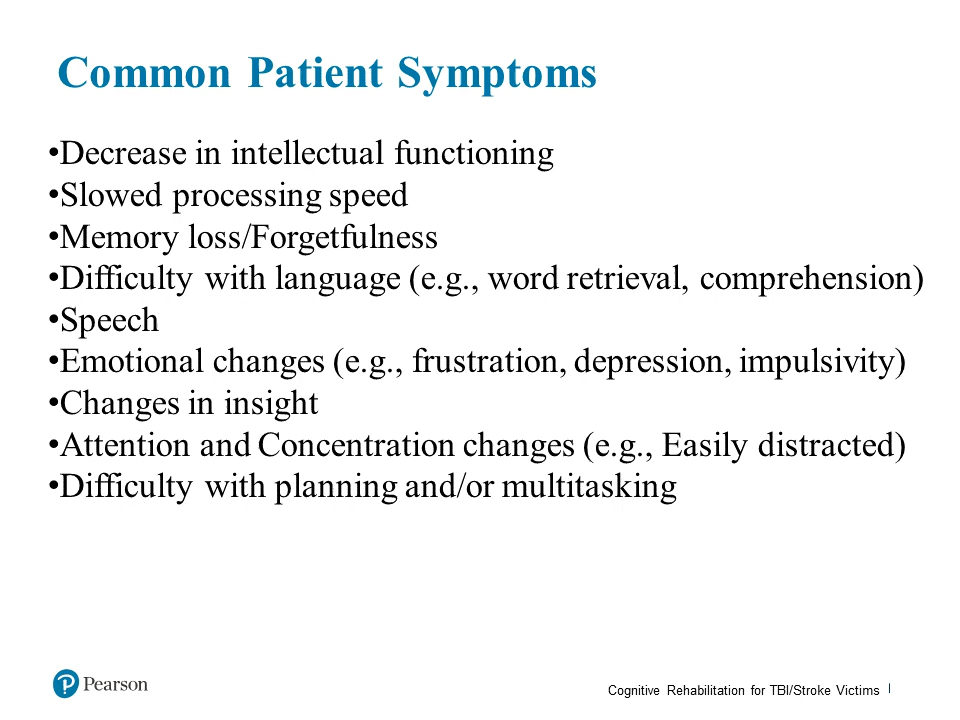 Common Patient Symptoms
•Decrease in intellectual functioning
•Slowed processing speed
•Memory loss/Forgetfulness
•Difficulty with language (e.g., word retrieval, comprehension)
•Speech
•Emotional changes (e.g., frustration, depression, impulsivity)
•Changes in insight
•Attention and Concentration changes (e.g., Easily distracted)
•Difficulty with planning and/or multitasking
P Pearson
Cognitive Rehabilitation for TBI/Stroke Victims |